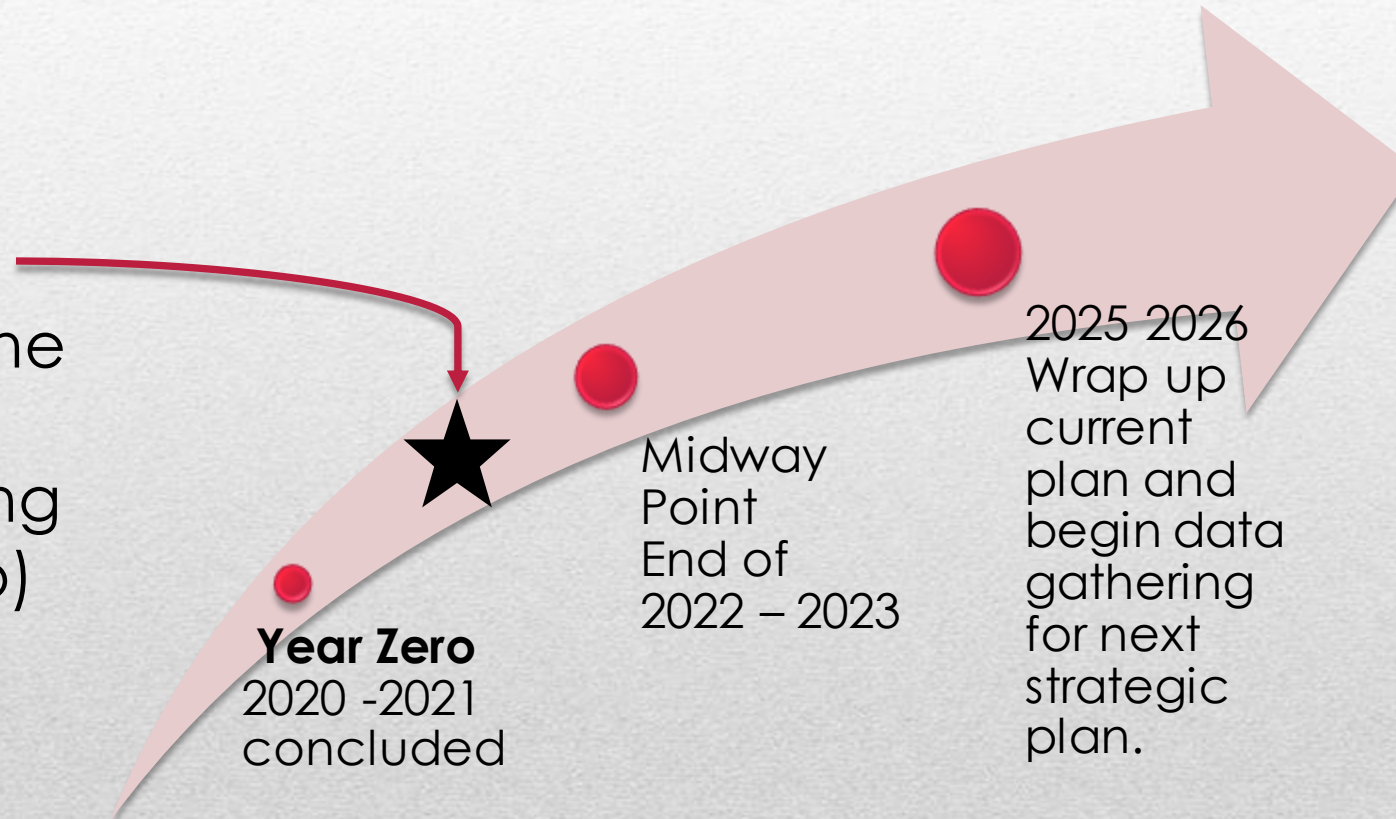 Year Zero
2020 -2021
concluded
Midway
Point
End of
2022 – 2023
2025 2026
Wrap up
current
plan and
begin data
gathering
for next
strategic
plan.